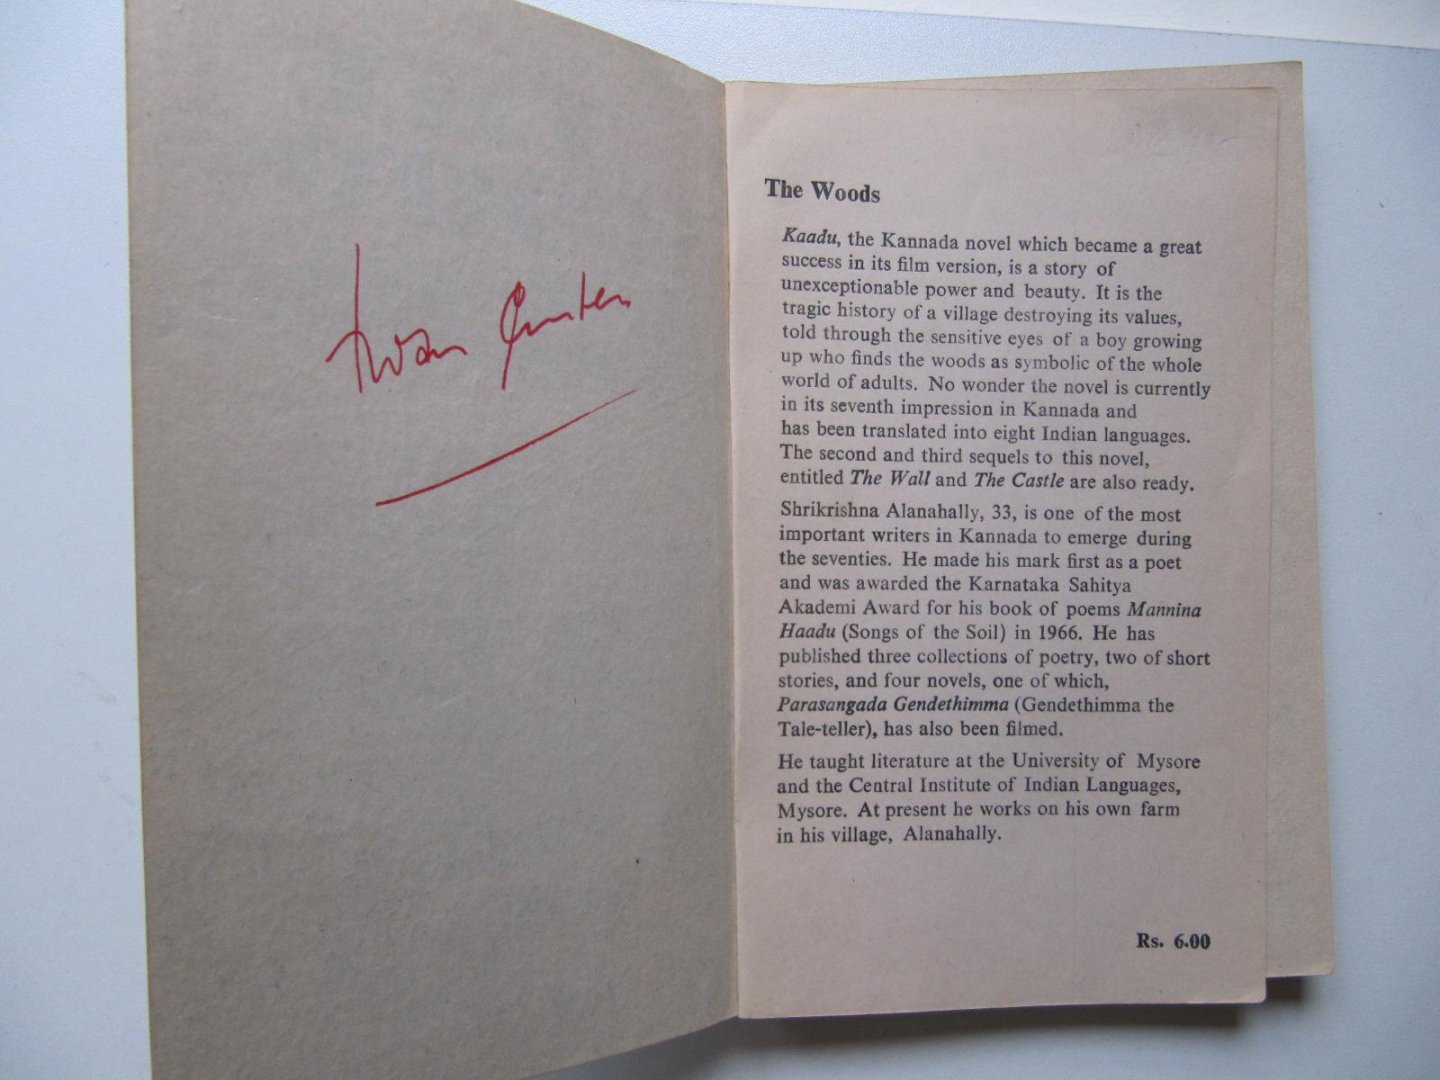 The Woods
Kaadu, the Kannada novel which became a great
success in its film version, is a story of
unexceptionable power and beauty. It is the
tragic history of a village destroying its values,
told through the sensitive eyes of a boy growing
up who finds the woods as symbolic of the whole
world of adults. No wonder the novel is currently
in its seventh impression in Kannada and
has been translated into eight Indian languages.
The second and third sequels to this novel,
entitled The Wall and The Castle are also ready.
Shrikrishna Alanahally, 33, is one of the most
important writers in Kannada to emerge during
the seventies. He made his mark first as a poet
and was awarded the Karnataka Sahitya
Akademi Award for his book of poems Mannina
Haadu (Songs of the Soil) in 1966. He has
published three collections of poetry, two of short
stories, and four novels, one of which,
Parasangada Gendethimma (Gendethimma the
Tale-teller), has also been filmed.
He taught literature at the University of Mysore
and the Central Institute of Indian Languages,
Mysore. At present he works on his own farm
in his village, Alanahally.
Rs. 6.00